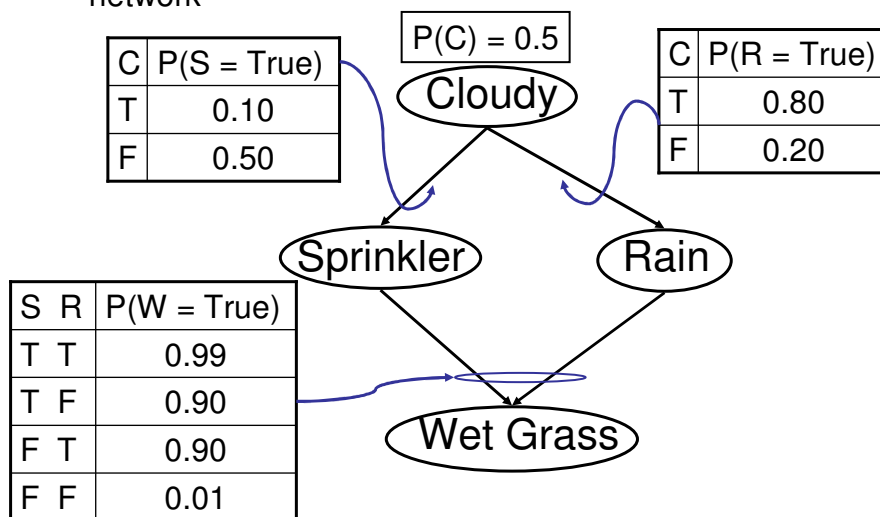 network
P(C) = 0.5
C P(S = True)
T 0.10
F 0.50
C P(R = True)
T 0.80
F 0.20
Cloudy
Sprinkler
Rain
S R P(W = True)
T T 0.99
T F 0.90
F T 0.90
F F 0.01
Wet Grass